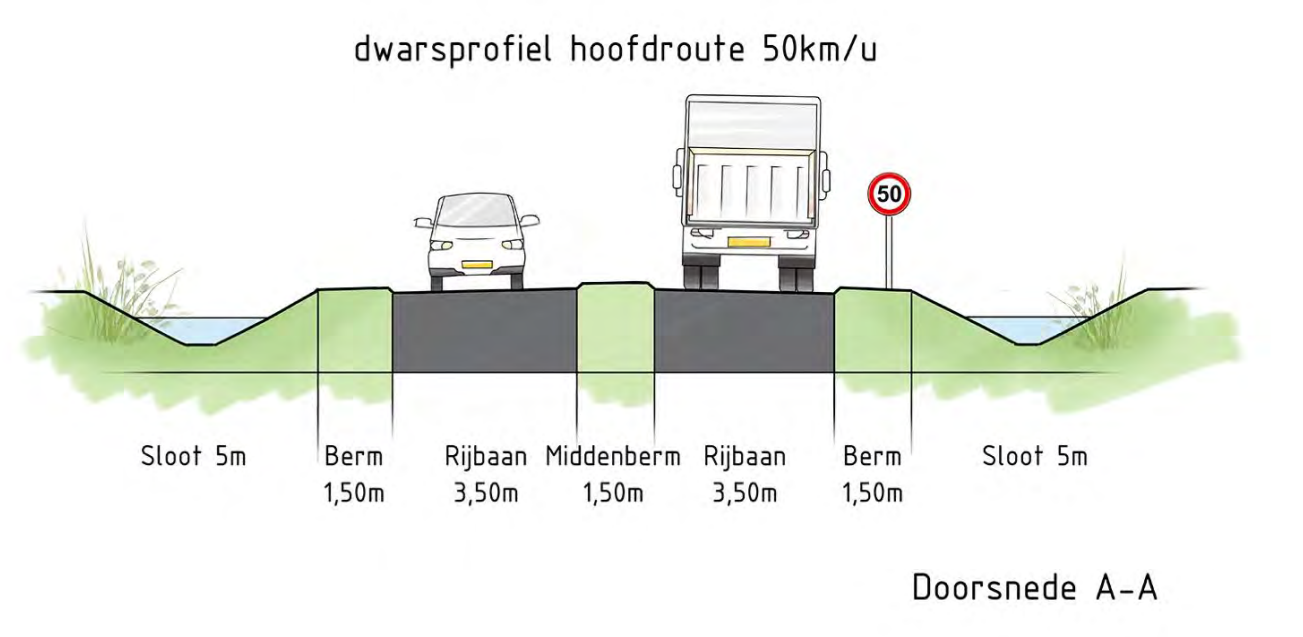 dwarsprofiel hoofdroute 50km/u
50
Sloot 5m
Berm
1,50m
Rijbaan
3,50m
Middenberm
1,50m
Rijbaan
3,50m
Berm
1,50m
Sloot 5m
Doorsnede A-A